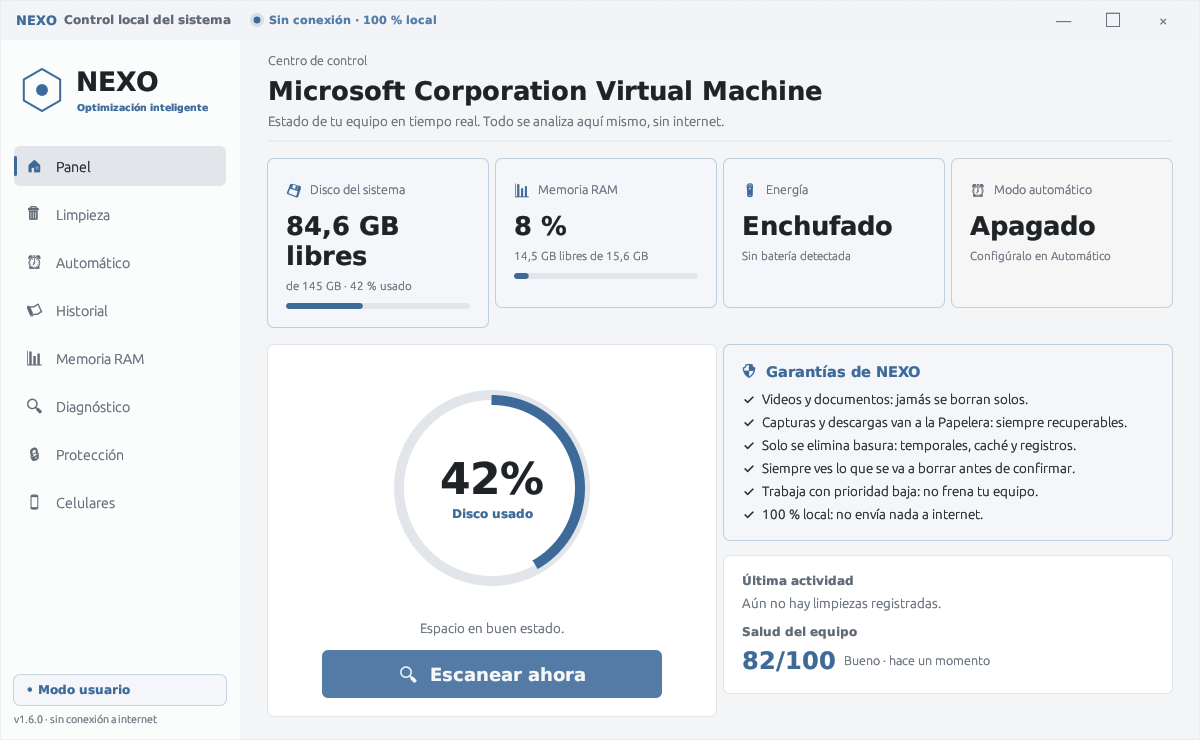 NEXO Control local del sistema Sin conexión · 100 % local
NEXO
Optimización inteligente
Panel
Limpieza
Automático
Historial
Memoria RAM
Diagnóstico
Protección
Celulares
• Modo usuario
v1.6.0 · sin conexión a internet
Centro de control
Microsoft Corporation Virtual Machine
Estado de tu equipo en tiempo real. Todo se analiza aquí mismo, sin internet.
Disco del sistema
84,6 GB
libres
de 145 GB · 42 % usado
Memoria RAM
8 %
14,5 GB libres de 15,6 GB
Energía
Enchufado
Sin batería detectada
Modo automático
Apagado
Configúralo en Automático
42%
Disco usado
Espacio en buen estado.
Escanear ahora
Garantías de NEXO
✓ Videos y documentos: jamás se borran solos.
✓ Capturas y descargas van a la Papelera: siempre recuperables.
✓ Solo se elimina basura: temporales, caché y registros.
✓ Siempre ves lo que se va a borrar antes de confirmar.
✓ Trabaja con prioridad baja: no frena tu equipo.
✓ 100 % local: no envía nada a internet.
Última actividad
Aún no hay limpiezas registradas.
Salud del equipo
82/100 Bueno · hace un momento